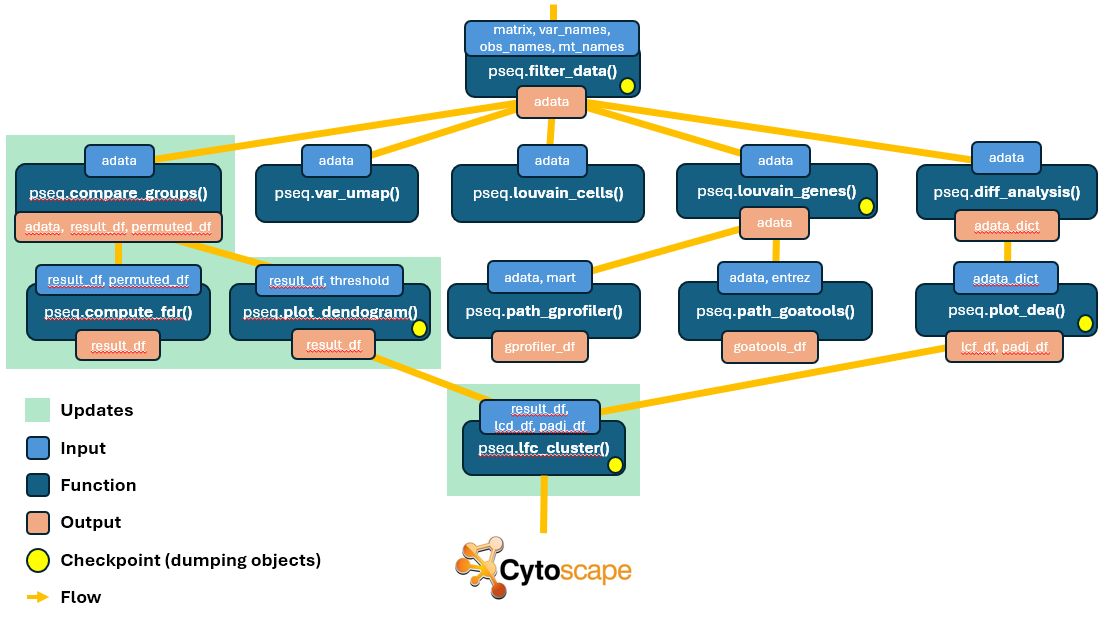 matrix, var_names,
obs_names, mt_names
pseq.filter_data()
adata
adata
pseq.compare_groups()
adata, result_df, permuted_df
adata
pseq.var_umap()
adata
pseq.louvain_cells()
adata
pseq.louvain_genes()
adata
adata
pseq.diff_analysis()
adata_dict
result_df, permuted_df
pseq.compute_fdr()
result_df
result_df, threshold
pseq.plot_dendogram()
result_df
adata, mart
pseq.path_gprofiler()
gprofiler_df
adata, entrez
pseq.path_goatools()
goatools_df
adata_dict
pseq.plot_dea()
lcf_df, padj_df
result_df,
lcd_df, padj_df
pseq.lfc_cluster()
Updates
Input
Function
Output
Checkpoint (dumping objects)
Flow
Cytoscape